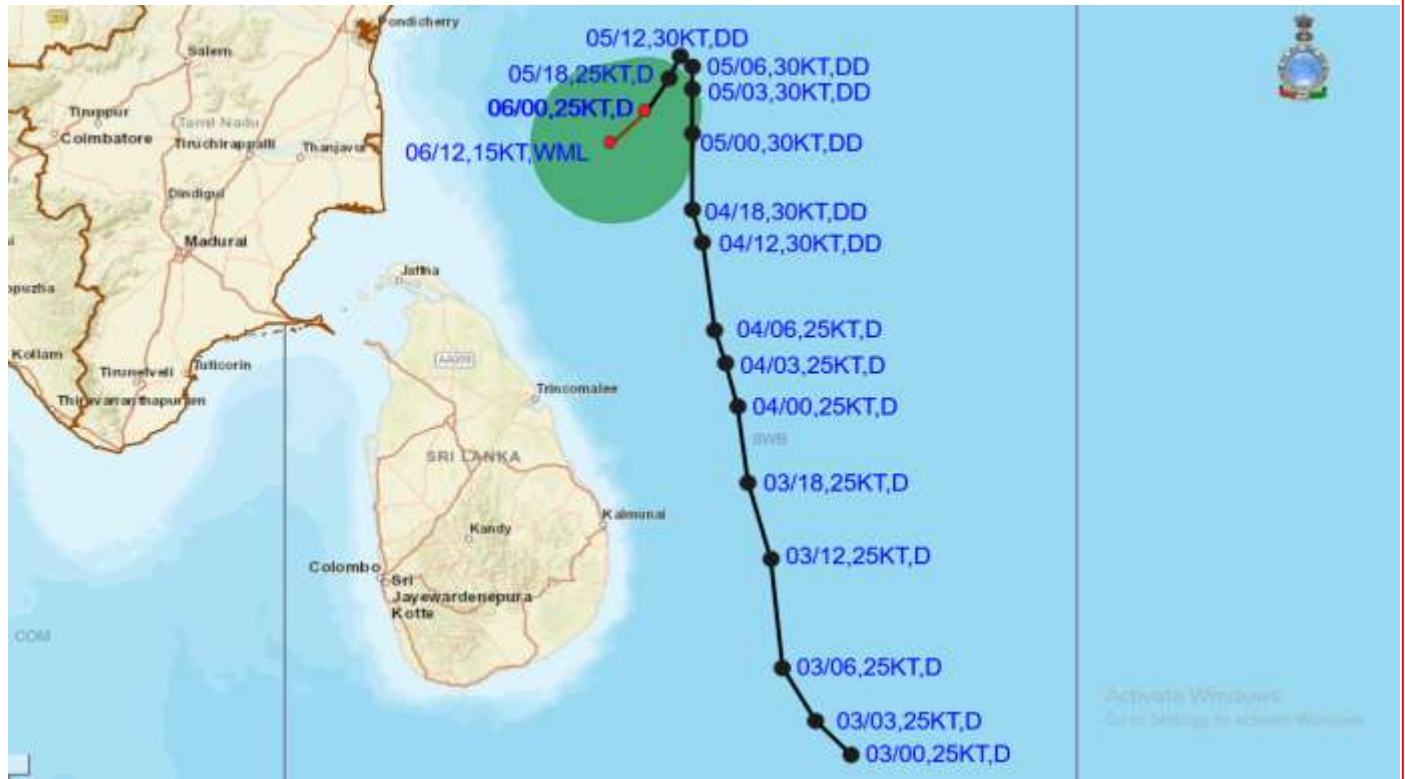 Pondicherry
Salem
Tiruppur
Coimbatore
Tamil Nadu
Tiruchirappalli
Thanjavur
Dindigul
Madurai
Kollam
Tirunelveli
Tuticorin
Thiruvananthapuram
Jaffna
Trincomalee
SRI LANKA
Kandy
Kalmunai
Colombo
Sri
Jayewardenepura
Kotte
SWB
COM
05/12,30KT,DD
05/06,30KT,DD
05/18,25KT,D
05/03,30KT,DD
06/00,25KT,D
05/00,30KT,DD
06/12,15KT,WML
04/18,30KT,DD
04/12,30KT,DD
04/06,25KT,D
04/03,25KT,D
04/00,25KT,D
03/18,25KT,D
03/12,25KT,D
03/06,25KT,D
03/03,25KT,D
03/00,25KT,D
Activate Windows
Go to Settings to activate Windows.